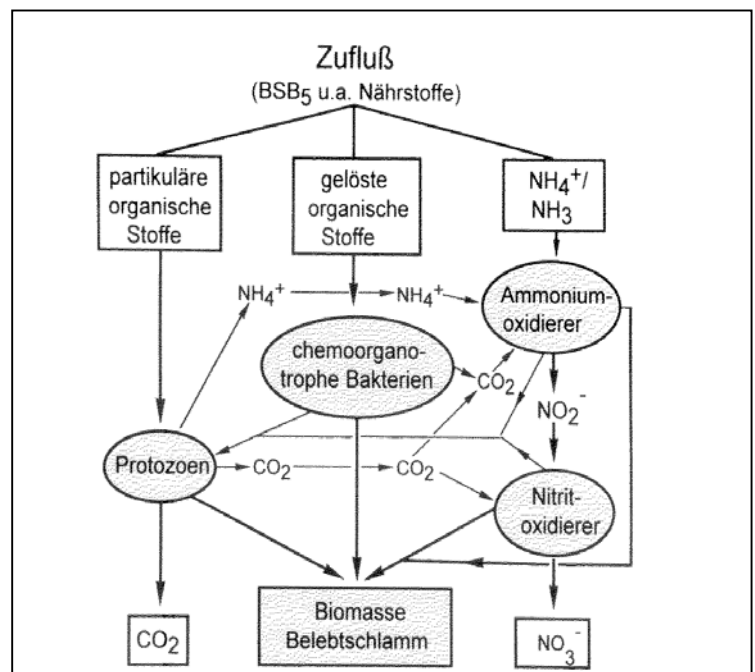 Zufluß
(BSB₅ u.a. Nährstoffe)
partikuläre
organische
Stoffe
gelöste
organische
Stoffe
NH₄⁺/
NH₃
NH₄⁺
NH₄⁺
Ammonium-
oxidierer
chemoorgano-
trophe Bakterien
CO₂
NO₂⁻
Protozoen
CO₂
CO₂
Nitrit-
oxidierer
Biomasse
Belebtschlamm
CO₂
NO₃⁻